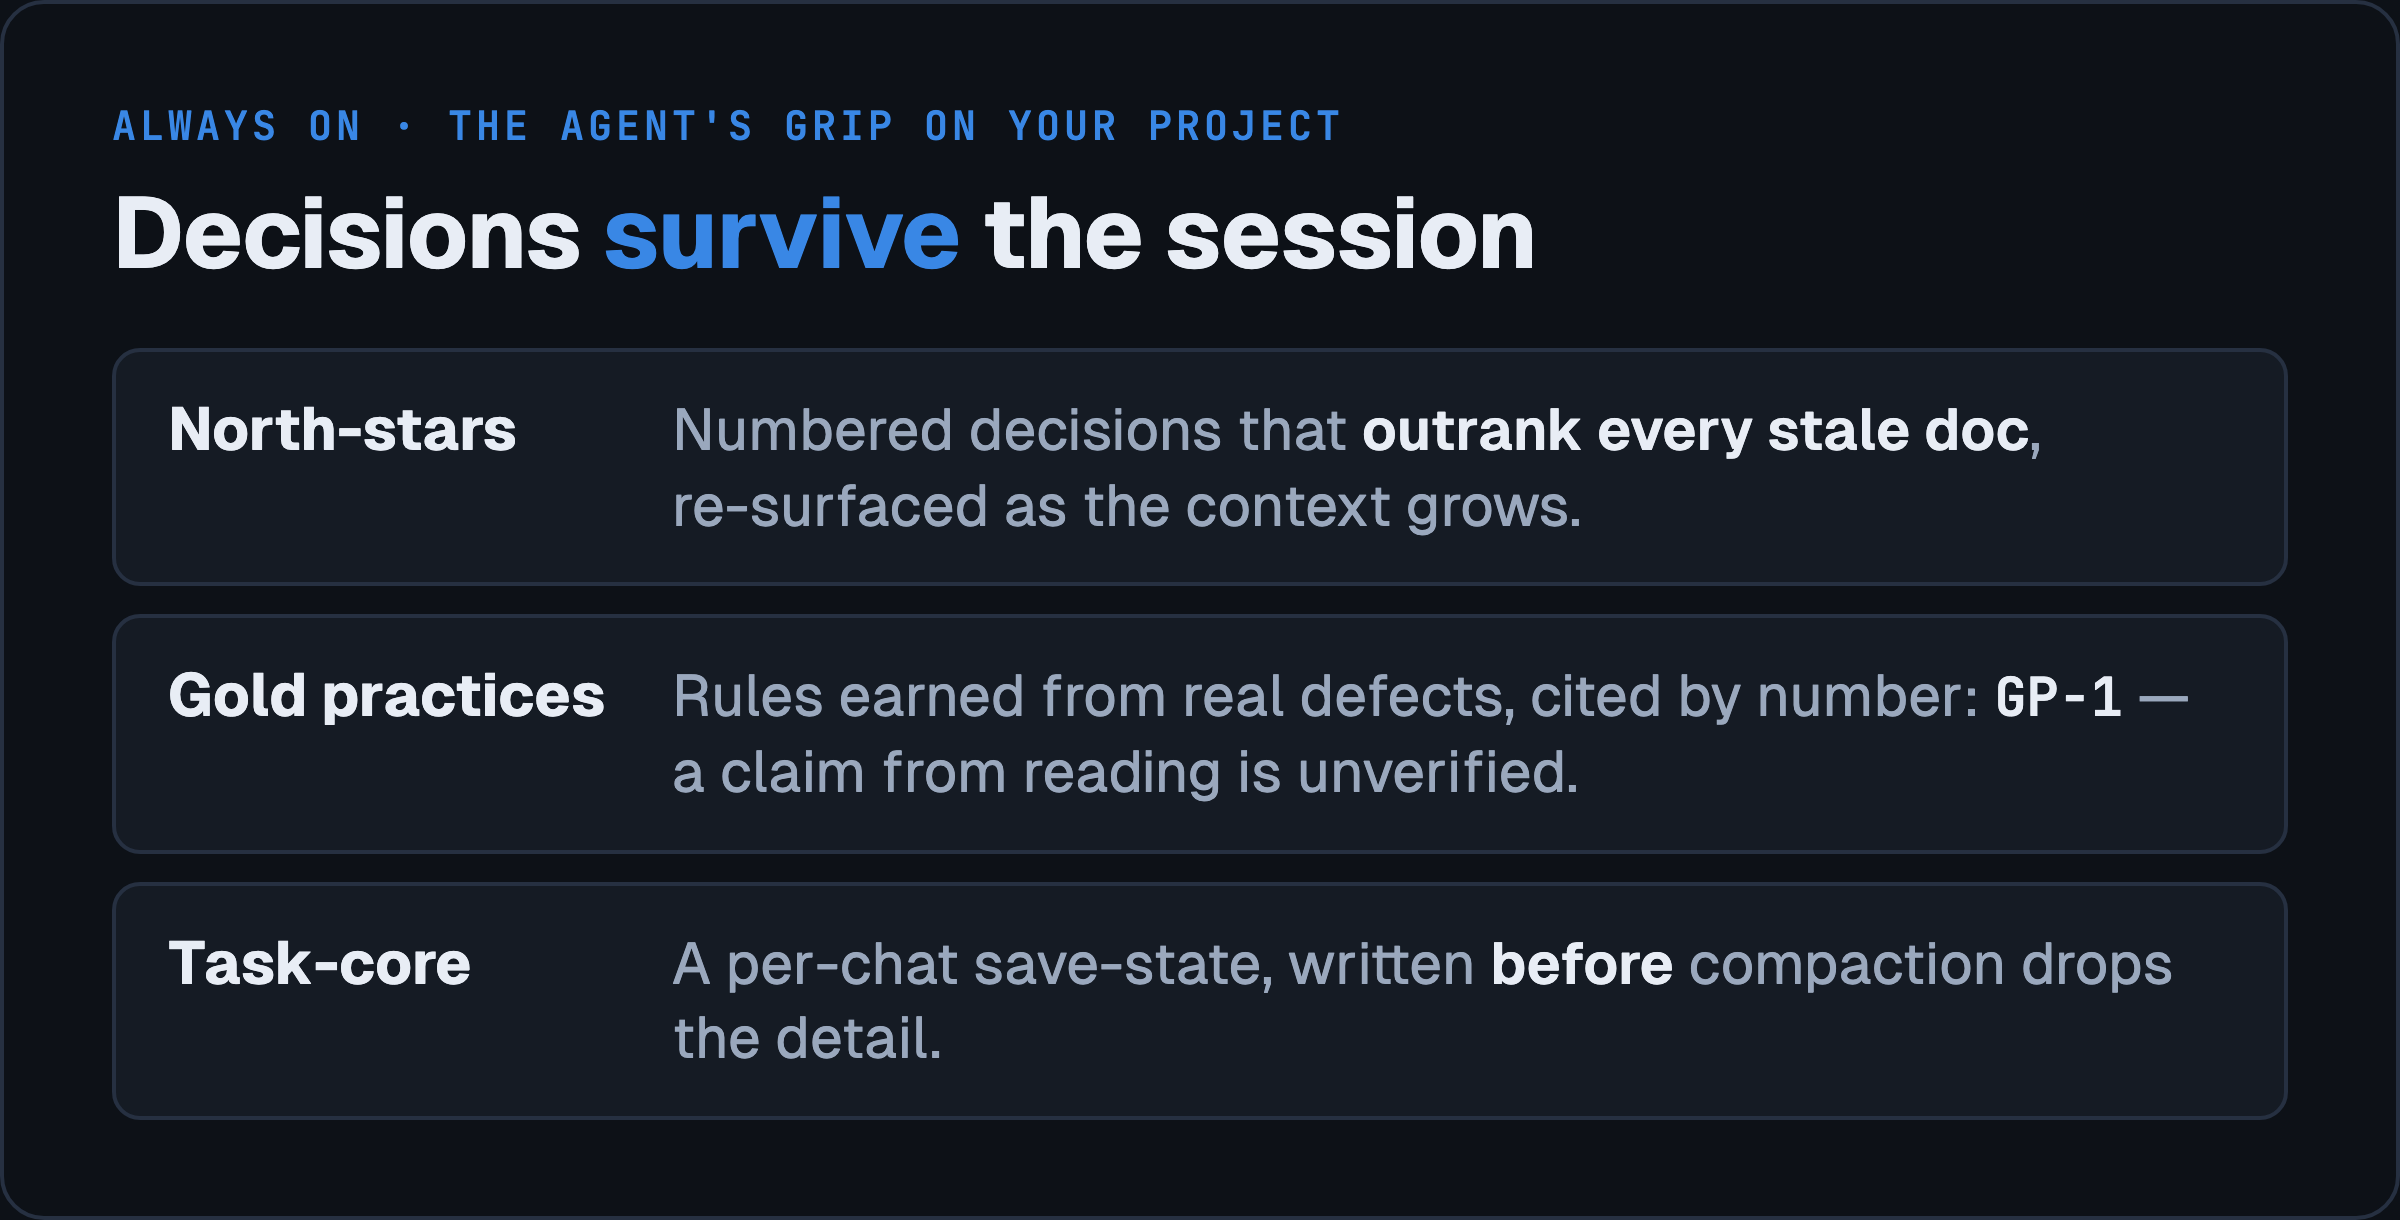 ALWAYS ON · THE AGENT'S GRIP ON YOUR PROJECT
Decisions survive the session
North-stars
Numbered decisions that outrank every stale doc,
re-surfaced as the context grows.
Gold practices
Rules earned from real defects, cited by number: GP-1 —
a claim from reading is unverified.
Task-core
A per-chat save-state, written before compaction drops
the detail.